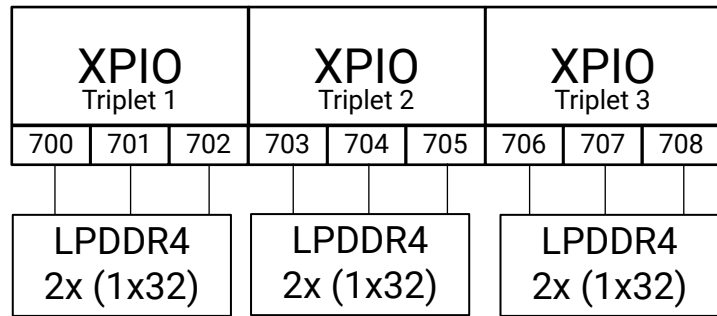 XPIO XPIO XPIO
Triplet 1 Triplet 2 Triplet 3
700 701 702 703 704 705 706 707 708
LPDDR4 LPDDR4 LPDDR4
2x (1x32) 2x (1x32) 2x (1x32)